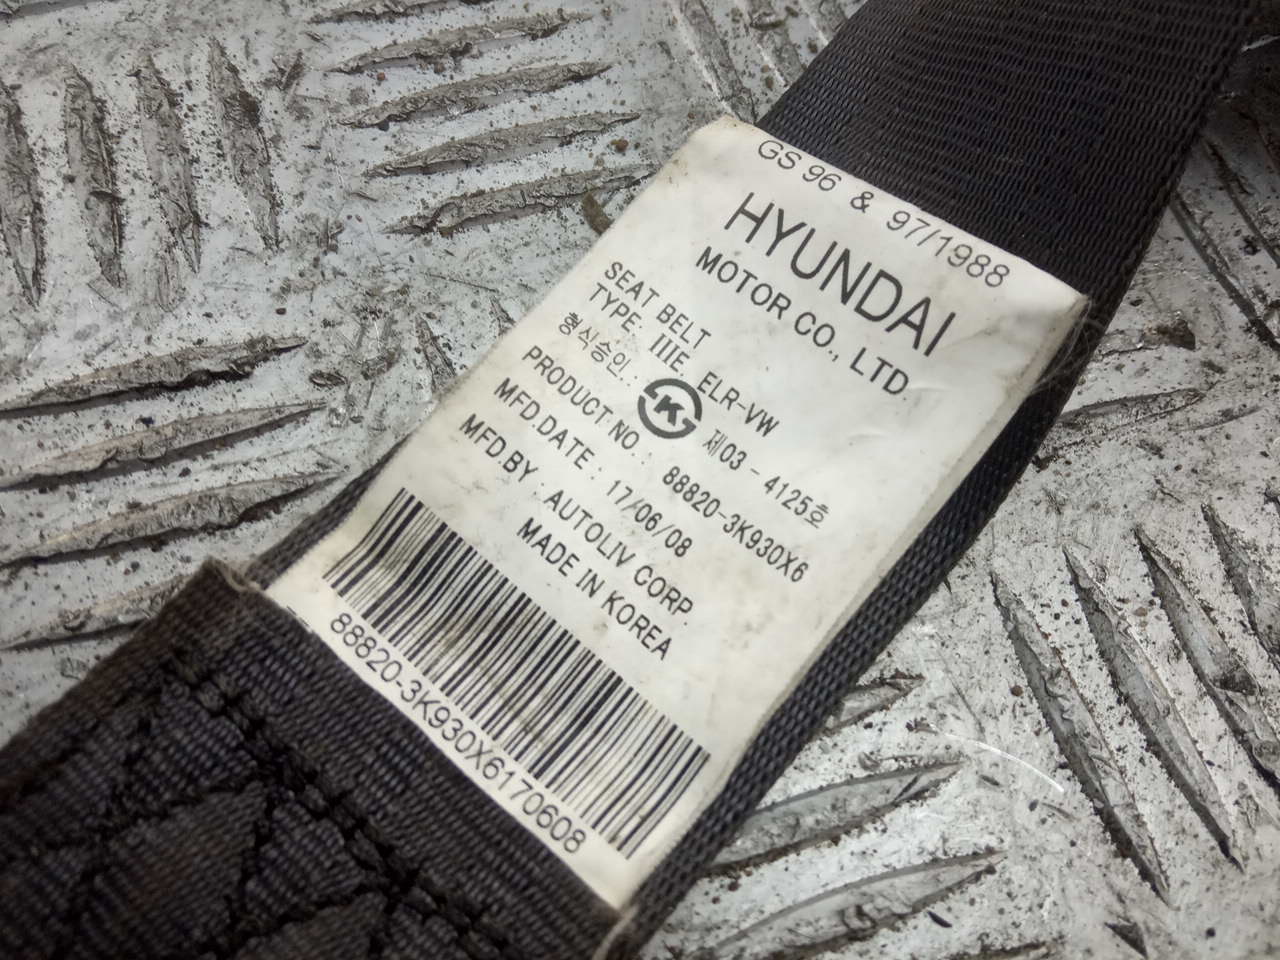 GS 96 & 97/1988
HYUNDAI
MOTOR CO., LTD.
SEAT BELT
TYPE: IIIE ELR-VW
형식승인. K 제03-4125호
PRODUCT NO. : 88820-3K930X6
MFD.DATE : 17/06/08
MFD.BY : AUTOLIV CORP.
MADE IN KOREA
88820-3K930X6170608